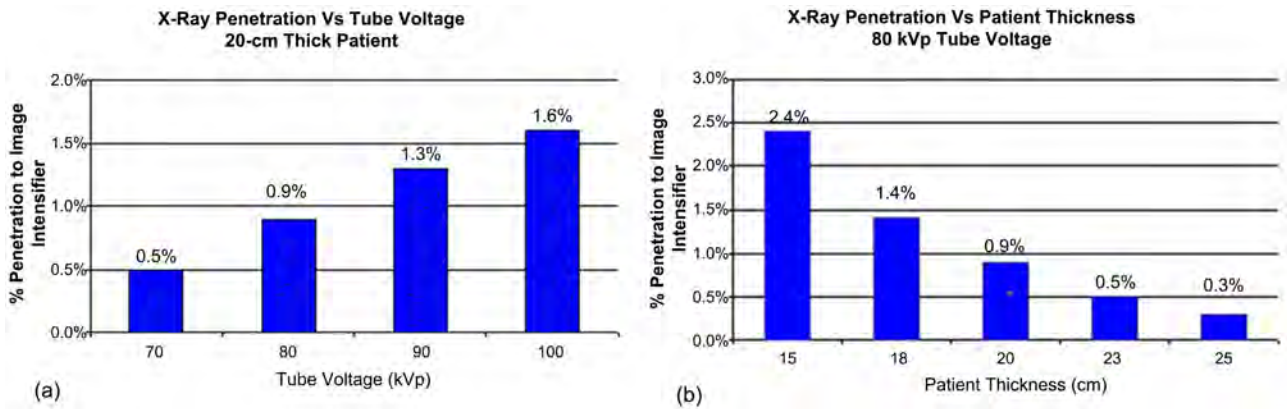 X-Ray Penetration Vs Tube Voltage
20-cm Thick Patient
% Penetration to Image
Intensifier
2.0%
1.5%
1.0%
0.5%
0.0%
0.5%
0.9%
1.3%
1.6%
70
80
90
100
Tube Voltage (kVp)
(a)
X-Ray Penetration Vs Patient Thickness
80 kVp Tube Voltage
% Penetration to Image
Intensifier
3.0%
2.5%
2.0%
1.5%
1.0%
0.5%
0.0%
2.4%
1.4%
0.9%
0.5%
0.3%
15
18
20
23
25
Patient Thickness (cm)
(b)